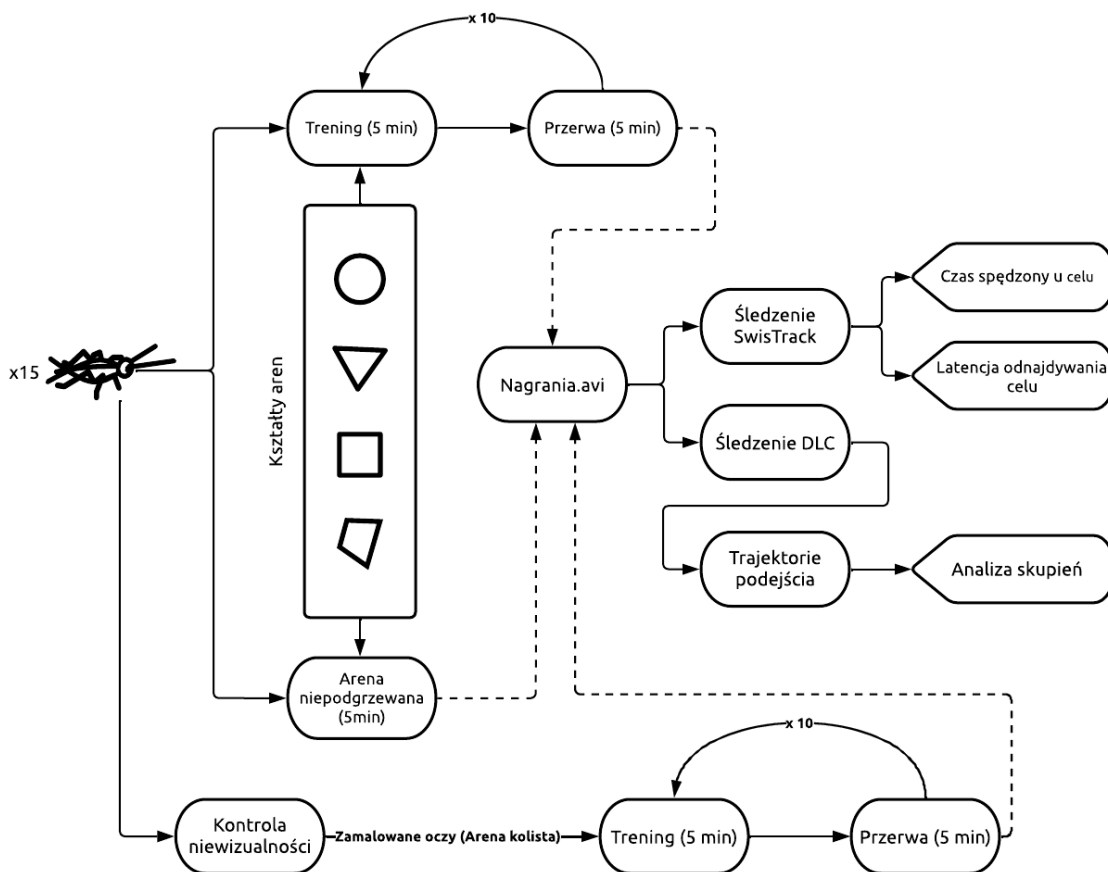 x 10
Trening (5 min)
Przerwa (5 min)
Kształty aren
x15
Arena
niepodgrzewana
(5min)
Nagrania.avi
Śledzenie
SwisTrack
Czas spędzony u celu
Latencja odnajdywania
celu
Śledzenie DLC
Trajektorie
podejścia
Analiza skupień
Kontrola
niewizualności
Zamalowane oczy (Arena kolista)
x 10
Trening (5 min)
Przerwa (5 min)